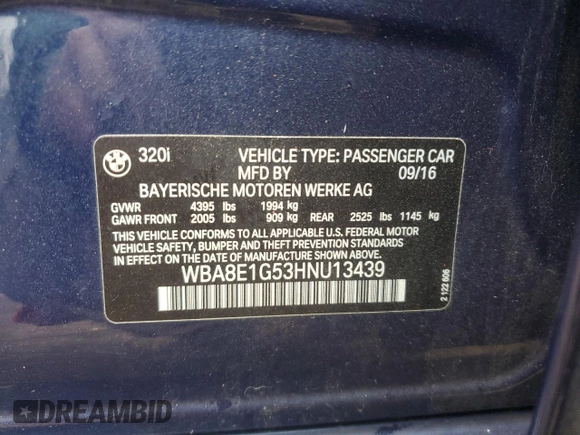 320i VEHICLE TYPE: PASSENGER CAR
MFD BY 09/16
BAYERISCHE MOTOREN WERKE AG
GVWR 4395 lbs 1994 kg
GAWR FRONT 2005 lbs 909 kg REAR 2525 lbs 1145 kg
THIS VEHICLE CONFORMS TO ALL APPLICABLE U.S. FEDERAL MOTOR
VEHICLE SAFETY, BUMPER AND THEFT PREVENTION STANDARDS
IN EFFECT ON THE DATE OF MANUFACTURE SHOWN ABOVE.
WBA8E1G53HNU13439
2 122 606
DREAMBID